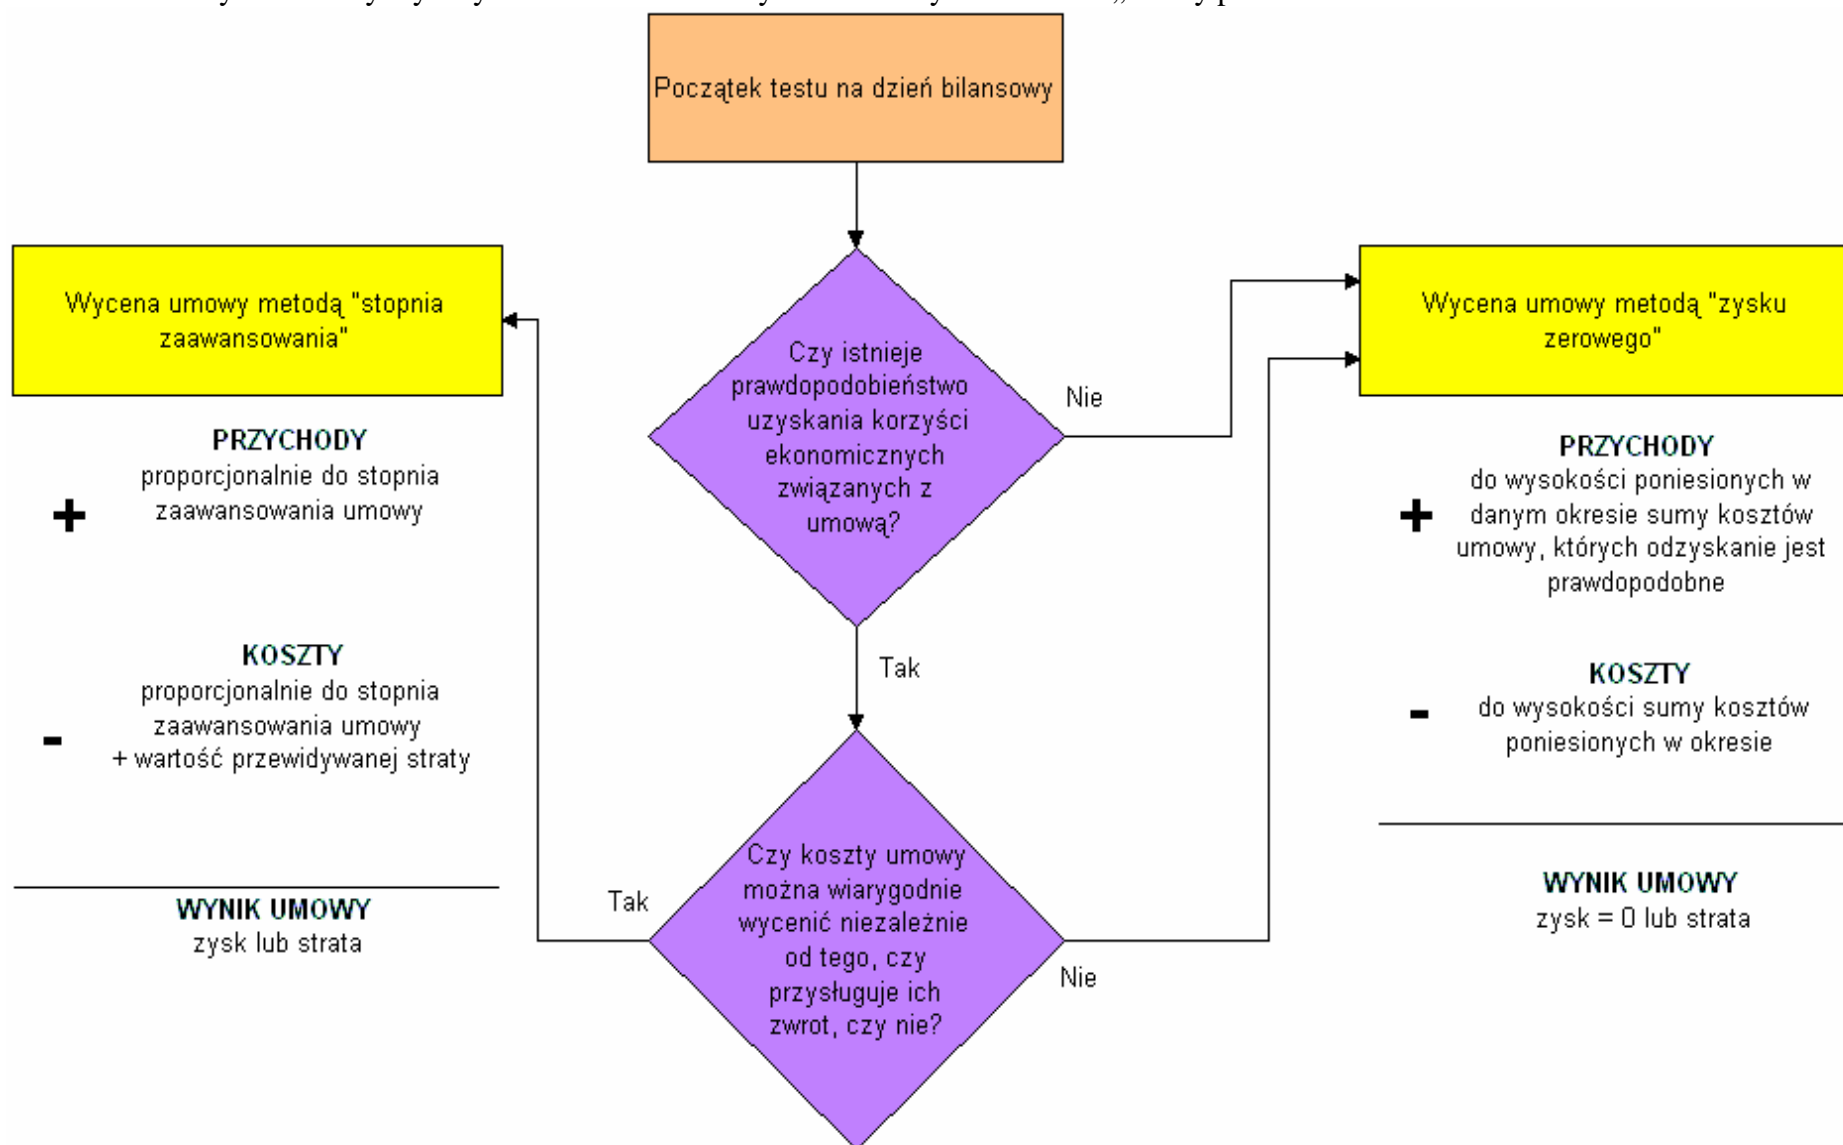 Początek testu na dzień bilansowy
Wycena umowy metodą "stopnia
zaawansowania"
PRZYCHODY
proporcjonalnie do stopnia
zaawansowania umowy
+
KOSZTY
proporcjonalnie do stopnia
zaawansowania umowy
+ wartość przewidywanej straty
-
WYNIK UMOWY
zysk lub strata
Czy istnieje
prawdopodobieństwo
uzyskania korzyści
ekonomicznych
związanych z
umową?
Nie
Tak
Czy koszty umowy
można wiarygodnie
wycenić niezależnie
od tego, czy
przysługuje ich
zwrot, czy nie?
Tak
Nie
Wycena umowy metodą "zysku
zerowego"
PRZYCHODY
do wysokości poniesionych w
danym okresie sumy kosztów
umowy, których odzyskanie jest
prawdopodobne
+
KOSZTY
do wysokości sumy kosztów
poniesionych w okresie
-
WYNIK UMOWY
zysk = 0 lub strata